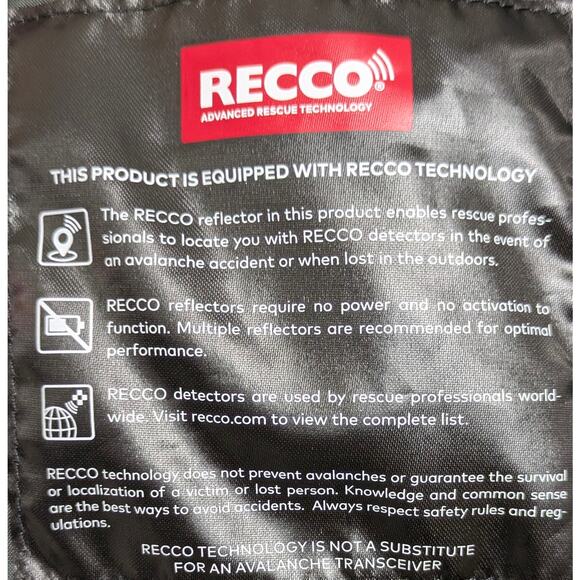 RECCO®
ADVANCED RESCUE TECHNOLOGY
THIS PRODUCT IS EQUIPPED WITH RECCO TECHNOLOGY
The RECCO reflector in this product enables rescue profes-
sionals to locate you with RECCO detectors in the event of
an avalanche accident or when lost in the outdoors.
RECCO reflectors require no power and no activation to
function. Multiple reflectors are recommended for optimal
performance.
RECCO detectors are used by rescue professionals world-
wide. Visit recco.com to view the complete list.
RECCO technology does not prevent avalanches or guarantee the survival
or localization of a victim or lost person. Knowledge and common sense
are the best ways to avoid accidents. Always respect safety rules and reg-
ulations.
RECCO TECHNOLOGY IS NOT A SUBSTITUTE
FOR AN AVALANCHE TRANSCEIVER